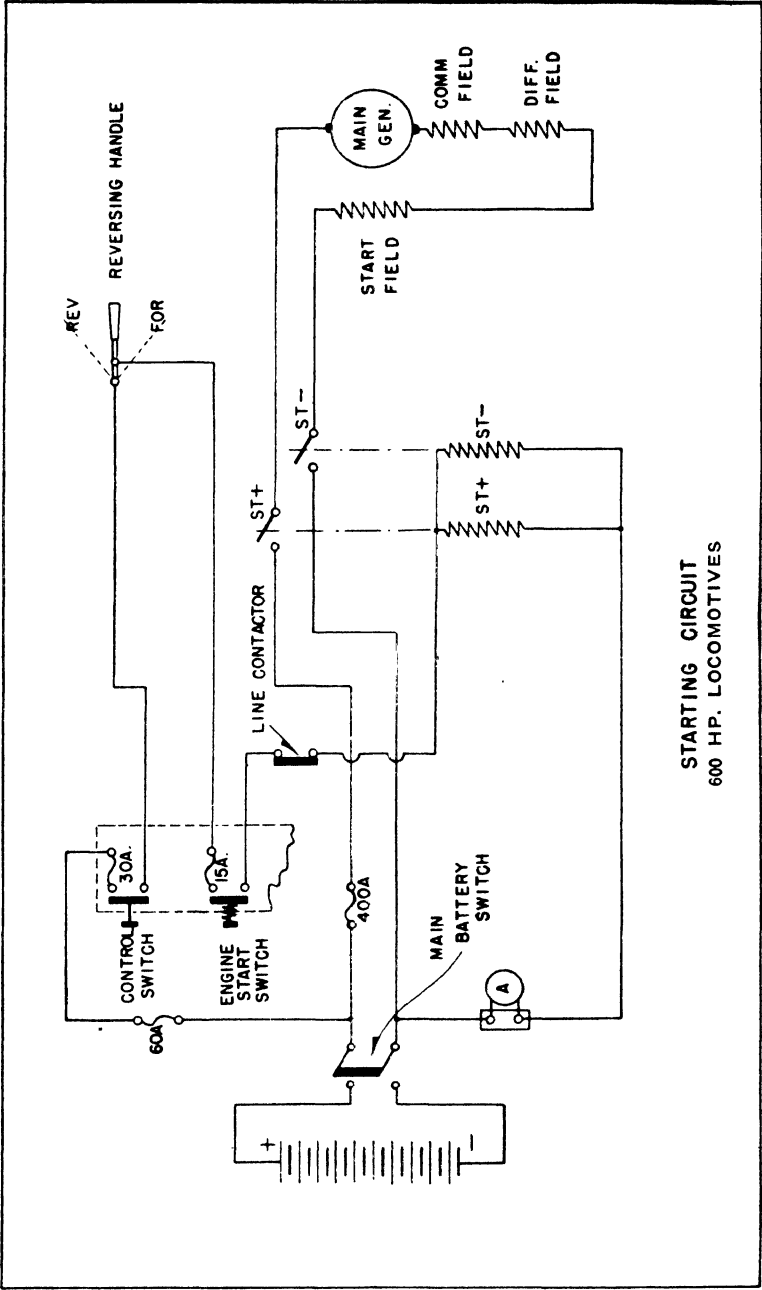 REVERSING HANDLE
REV
FOR
MAIN
GEN.
COMM
FIELD
DIFF.
FIELD
START
FIELD
ST+
ST−
ST+
ST−
LINE CONTACTOR
30A.
15A.
CONTROL
SWITCH
ENGINE
START
SWITCH
60A
400A
MAIN
BATTERY
SWITCH
A
+
−
STARTING CIRCUIT
600 HP. LOCOMOTIVES